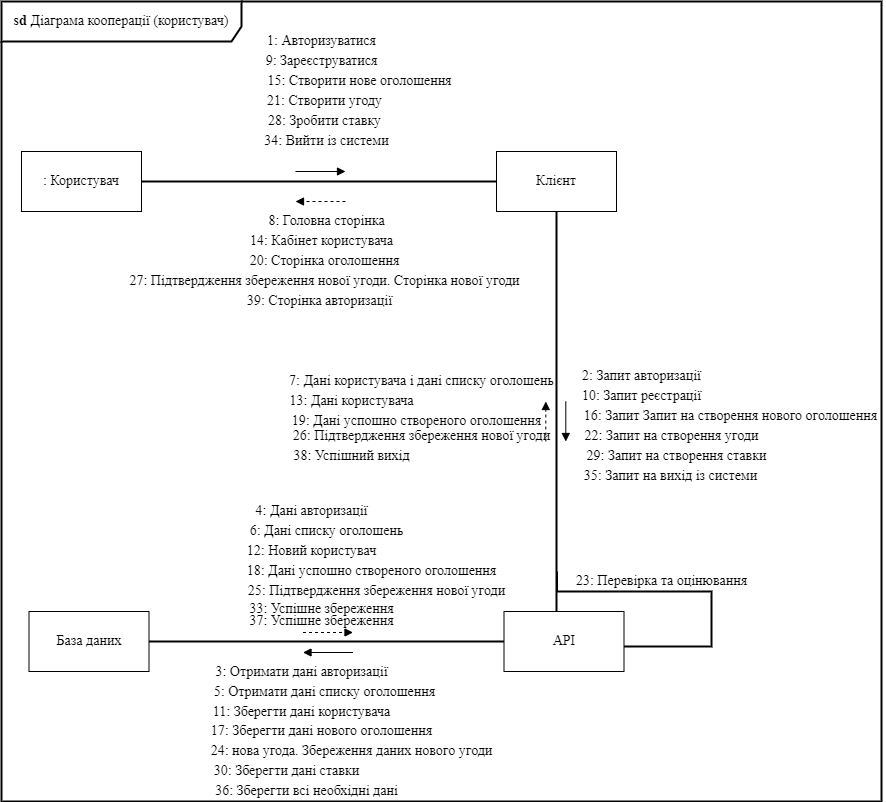 sd Діаграма кооперації (користувач)
1: Авторизуватися
9: Зареєструватися
15: Створити нове оголошення
21: Створити угоду
28: Зробити ставку
34: Вийти із системи
: Користувач
Клієнт
8: Головна сторінка
14: Кабінет користувача
20: Сторінка оголошення
27: Підтвердження збереження нової угоди. Сторінка нової угоди
39: Сторінка авторизації
7: Дані користувача і дані списку оголошень
13: Дані користувача
19: Дані успошно створеного оголошення
26: Підтвердження збереження нової угоди
38: Успішний вихід
2: Запит авторизації
10: Запит реєстрації
16: Запит Запит на створення нового оголошення
22: Запит на створення угоди
29: Запит на створення ставки
35: Запит на вихід із системи
4: Дані авторизації
6: Дані списку оголошень
12: Новий користувач
18: Дані успошно створеного оголошення
25: Підтвердження збереження нової угоди
33: Успішне збереження
37: Успішне збереження
23: Перевірка та оцінювання
База даних
API
3: Отримати дані авторизації
5: Отримати дані списку оголошення
11: Зберегти дані користувача
17: Зберегти дані нового оголошення
24: нова угода. Збереження даних нового угоди
30: Зберегти дані ставки
36: Зберегти всі необхідні дані